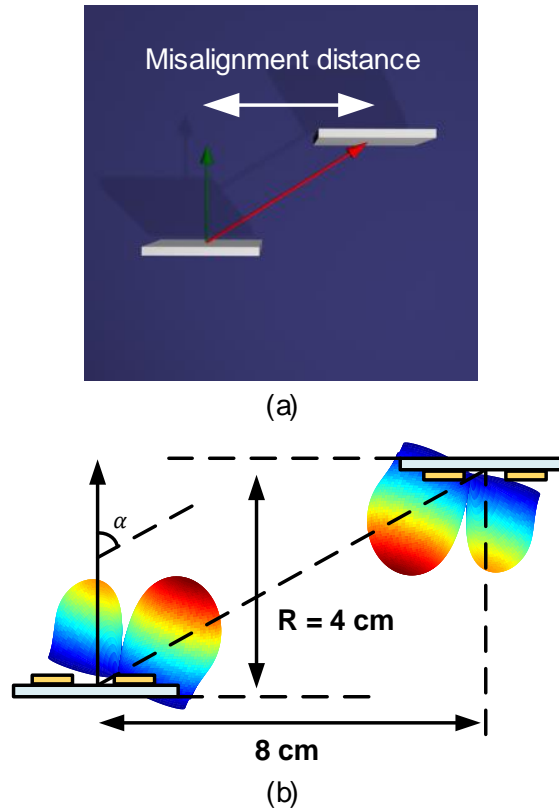 Misalignment distance
(a)
α
R = 4 cm
8 cm
(b)